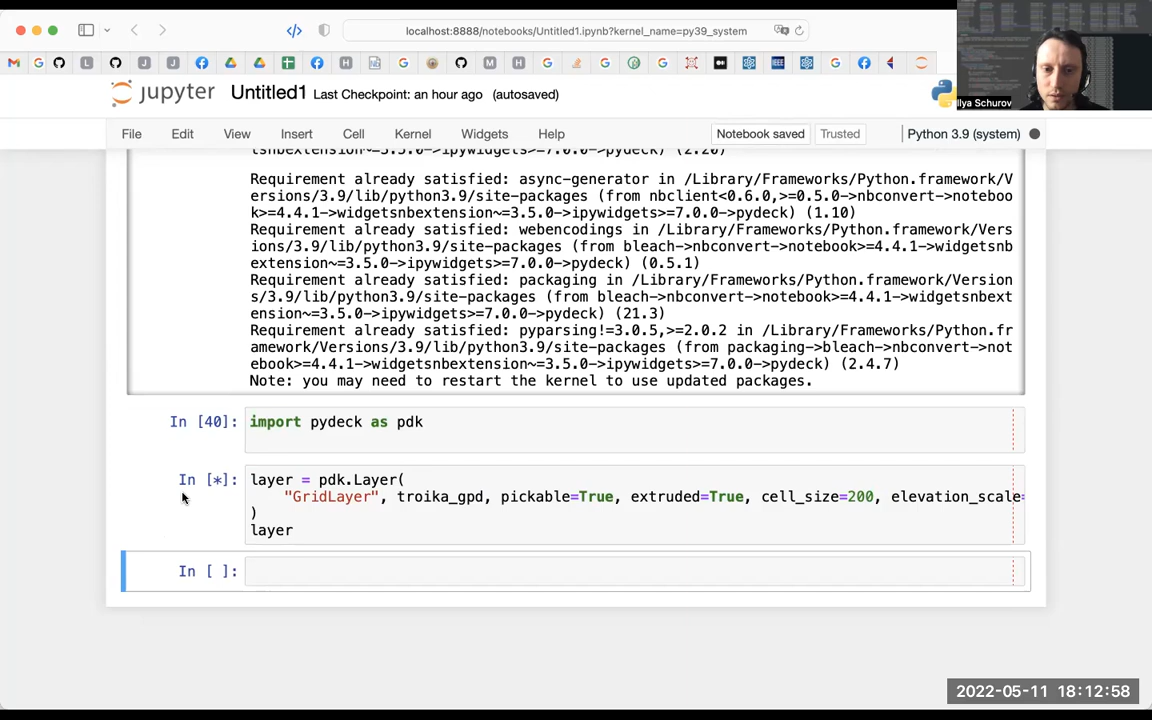 localhost:8888/notebooks/Untitled1.ipynb?kernel_name=py39_system
Ilya Schurov
jupyter Untitled1 Last Checkpoint: an hour ago (autosaved)
File Edit View Insert Cell Kernel Widgets Help Notebook saved Trusted Python 3.9 (system)
tsnbextension~=3.5.0->ipywidgets>=7.0.0->pydeck) (2.20)
Requirement already satisfied: async-generator in /Library/Frameworks/Python.framework/V
ersions/3.9/lib/python3.9/site-packages (from nbclient<0.6.0,>=0.5.0->nbconvert->noteboo
k>=4.4.1->widgetsnbextension~=3.5.0->ipywidgets>=7.0.0->pydeck) (1.10)
Requirement already satisfied: webencodings in /Library/Frameworks/Python.framework/Vers
ions/3.9/lib/python3.9/site-packages (from bleach->nbconvert->notebook>=4.4.1->widgetsnb
extension~=3.5.0->ipywidgets>=7.0.0->pydeck) (0.5.1)
Requirement already satisfied: packaging in /Library/Frameworks/Python.framework/Version
s/3.9/lib/python3.9/site-packages (from bleach->nbconvert->notebook>=4.4.1->widgetsnbext
ension~=3.5.0->ipywidgets>=7.0.0->pydeck) (21.3)
Requirement already satisfied: pyparsing!=3.0.5,>=2.0.2 in /Library/Frameworks/Python.fr
amework/Versions/3.9/lib/python3.9/site-packages (from packaging->bleach->nbconvert->not
ebook>=4.4.1->widgetsnbextension~=3.5.0->ipywidgets>=7.0.0->pydeck) (2.4.7)
Note: you may need to restart the kernel to use updated packages.
In [40]: import pydeck as pdk
In [*]: layer = pdk.Layer(
"GridLayer", troika_gpd, pickable=True, extruded=True, cell_size=200, elevation_scale=
)
layer
In [ ]:
2022-05-11 18:12:58